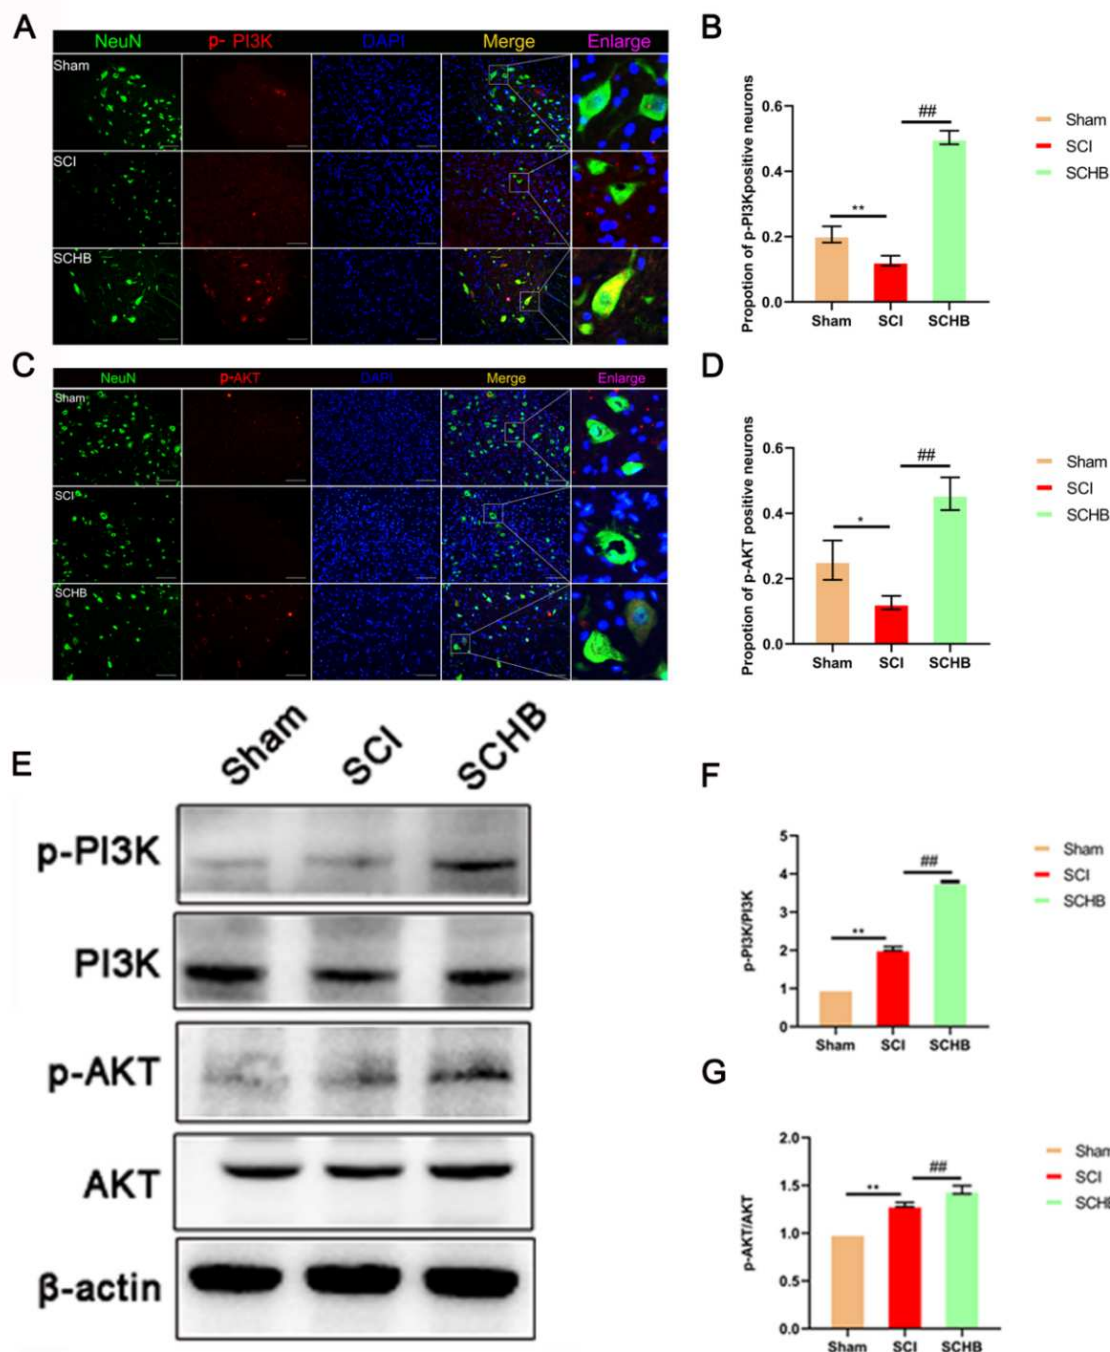 A
NeuN
p- PI3K
DAPI
Merge
Enlarge
Sham
SCI
SCHB
B
Propotion of p-PI3Kpositive neurons
0.6
0.4
0.2
0.0
**
##
Sham
SCI
SCHB
Sham
SCI
SCHB
C
NeuN
p-AKT
DAPI
Merge
Enlarge
Sham
SCI
SCHB
D
Propotion of p-AKT positive neurons
0.6
0.4
0.2
0.0
*
##
Sham
SCI
SCHB
Sham
SCI
SCHB
E
Sham
SCI
SCHB
p-PI3K
PI3K
p-AKT
AKT
β-actin
F
p-PI3K/PI3K
5
4
3
2
1
0
**
##
Sham
SCI
SCHB
Sham
SCI
SCHB
G
p-AKT/AKT
2.0
1.5
1.0
0.5
0.0
**
##
Sham
SCI
SCHB
Sham
SCI
SCHB